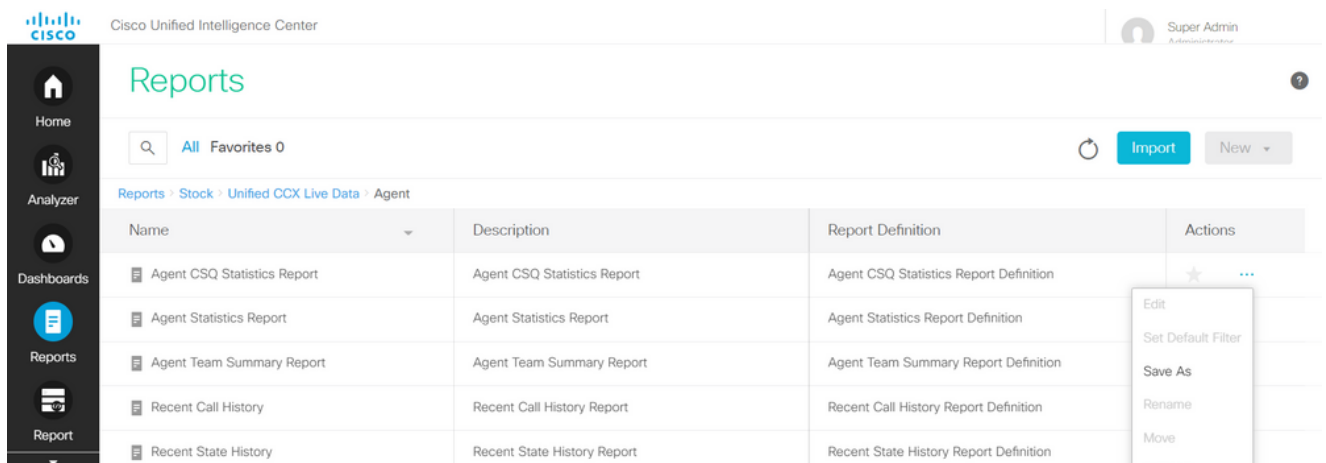 CISCO
Cisco Unified Intelligence Center
Super Admin
Administrator
Reports
?
Home
All Favorites 0
Import
New
Analyzer
Reports > Stock > Unified CCX Live Data > Agent
Name Description Report Definition Actions
Dashboards
Agent CSQ Statistics Report Agent CSQ Statistics Report Agent CSQ Statistics Report Definition ...
Edit
Agent Statistics Report Agent Statistics Report Agent Statistics Report Definition
Set Default Filter
Reports
Agent Team Summary Report Agent Team Summary Report Agent Team Summary Report Definition
Save As
Recent Call History Recent Call History Report Recent Call History Report Definition
Rename
Report
Move
Recent State History Recent State History Report Recent State History Report Definition